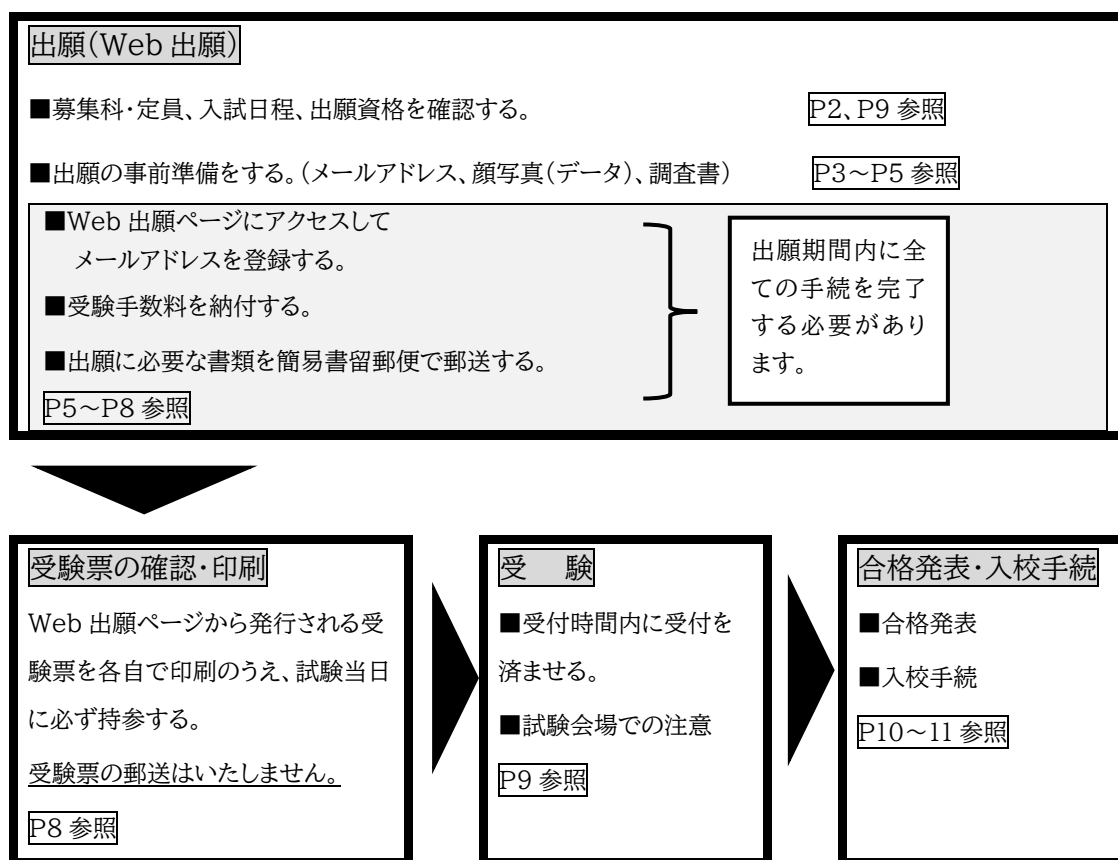 出願(Web 出願)
■募集科・定員、入試日程、出願資格を確認する。 P2、P9 参照
■出願の事前準備をする。(メールアドレス、顔写真(データ)、調査書) P3～P5 参照
■Web 出願ページにアクセスして
メールアドレスを登録する。
■受験手数料を納付する。
■出願に必要な書類を簡易書留郵便で郵送する。
P5～P8 参照
出願期間内に全
ての手続を完了
する必要があり
ます。
受験票の確認・印刷
Web 出願ページから発行される受
験票を各自で印刷のうえ、試験当日
に必ず持参する。
受験票の郵送はいたしません。
P8 参照
受　験
■受付時間内に受付を
済ませる。
■試験会場での注意
P9 参照
合格発表・入校手続
■合格発表
■入校手続
P10～11 参照